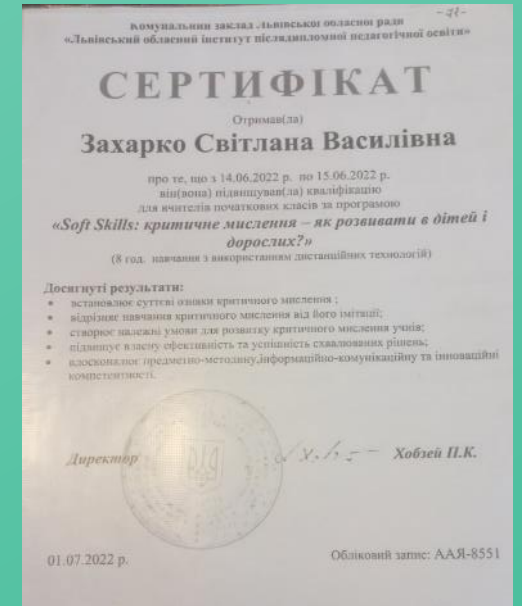 - 78 -
Комунальний заклад Львівської обласної ради
«Львівський обласний інститут післядипломної педагогічної освіти»
СЕРТИФІКАТ
Отримав(ла)
Захарко Світлана Василівна
про те, що з 14.06.2022 р. по 15.06.2022 р.
він(вона) підвищував(ла) кваліфікацію
для вчителів початкових класів за програмою
«Soft Skills: критичне мислення – як розвивати в дітей і
дорослих?»
(8 год. навчання з використанням дистанційних технологій)
Досягнуті результати:
• встановлює суттєві ознаки критичного мислення ;
• відрізняє навчання критичного мислення від його імітації;
• створює належні умови для розвитку критичного мислення учнів;
• підвищує власну ефективність та успішність схвалюваних рішень;
• вдосконалює предметно-методичну,інформаційно-комунікаційну та інноваційні
компетентності.
Директор Хобзей П.К.
01.07.2022 р. Обліковий запис: ААЯ-8551